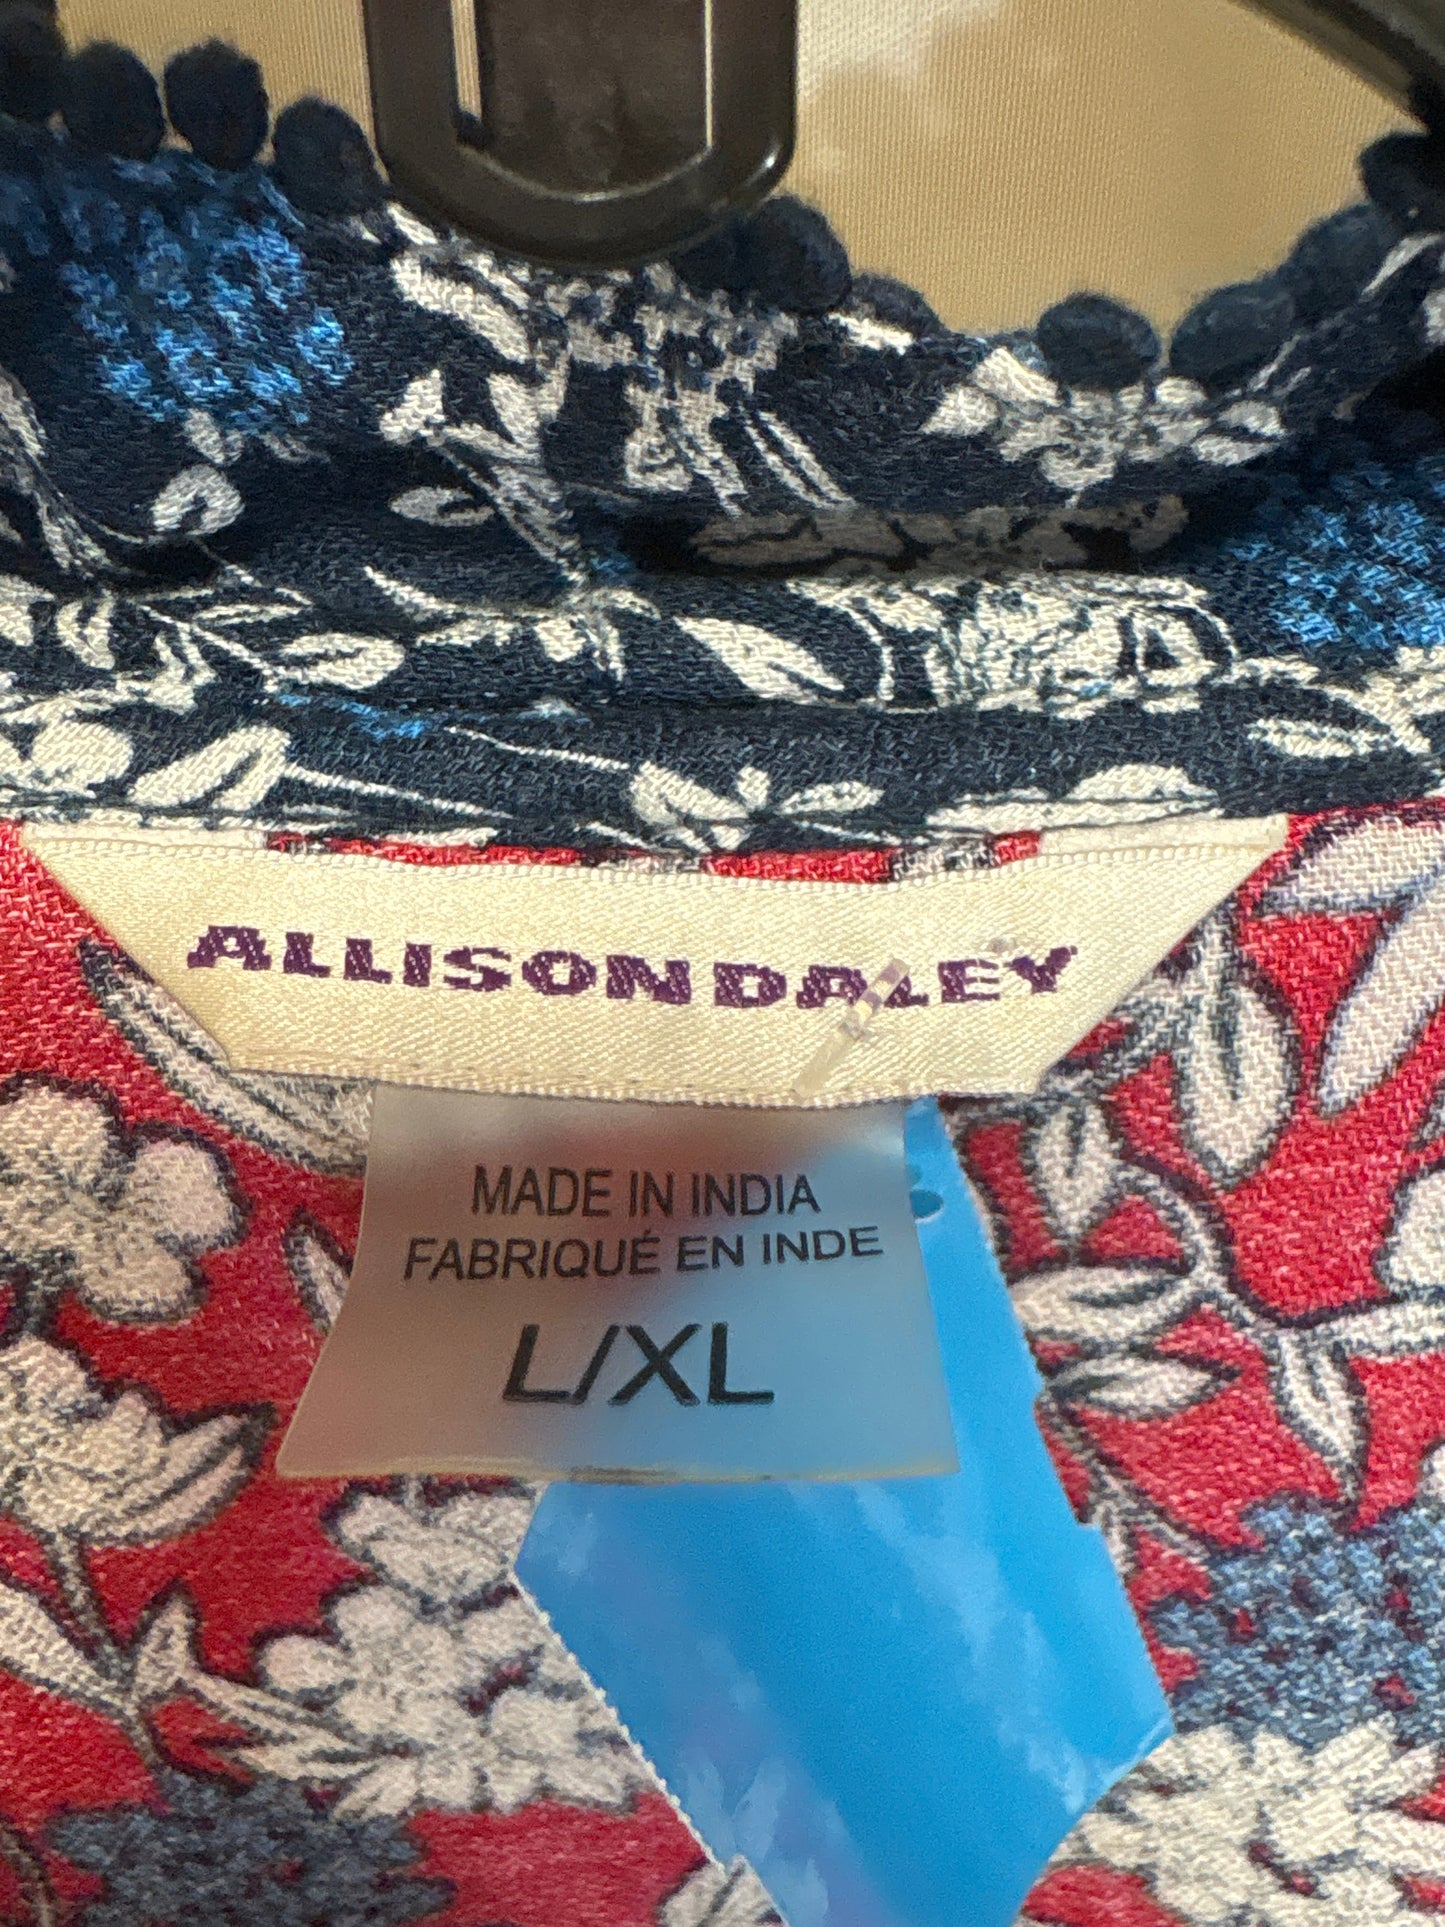 ALLISON DALEY
MADE IN INDIA
FABRIQUÉ EN INDE
L/XL